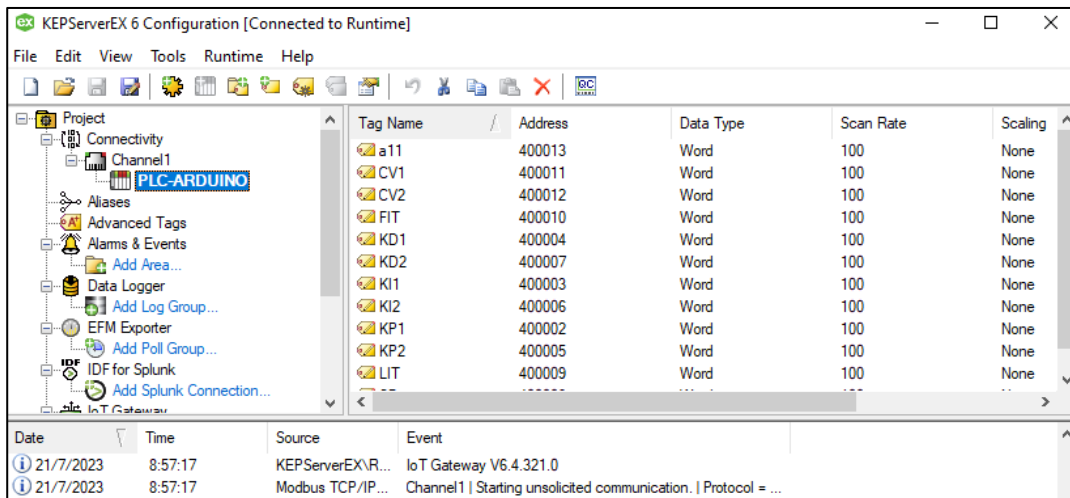 KEPServerEX 6 Configuration [Connected to Runtime]
File Edit View Tools Runtime Help
Project
Connectivity
Channel1
PLC-ARDUINO
Aliases
Advanced Tags
Alarms & Events
Add Area...
Data Logger
Add Log Group...
EFM Exporter
Add Poll Group...
IDF for Splunk
Add Splunk Connection...
IoT Gateway
Tag Name Address Data Type Scan Rate Scaling
a11 400013 Word 100 None
CV1 400011 Word 100 None
CV2 400012 Word 100 None
FIT 400010 Word 100 None
KD1 400004 Word 100 None
KD2 400007 Word 100 None
KI1 400003 Word 100 None
KI2 400006 Word 100 None
KP1 400002 Word 100 None
KP2 400005 Word 100 None
LIT 400009 Word 100 None
Date Time Source Event
21/7/2023 8:57:17 KEPServerEX\R... IoT Gateway V6.4.321.0
21/7/2023 8:57:17 Modbus TCP/IP... Channel1 | Starting unsolicited communication. | Protocol = ...